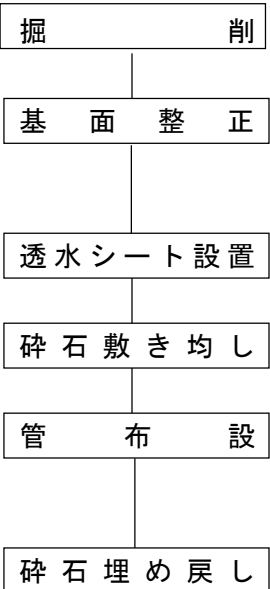 掘削
基面整正
透水シート設置
砕石敷き均し
管布設
砕石埋め戻し